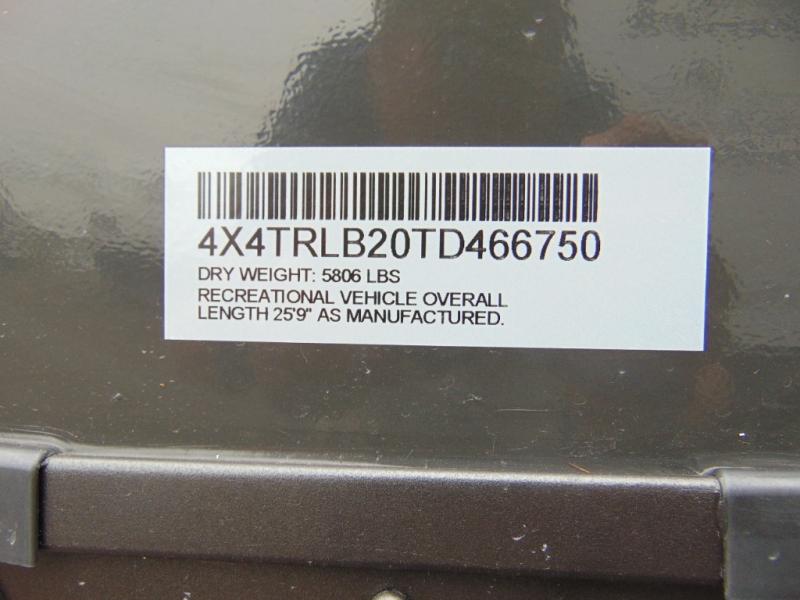 4X4TRLB20TD466750
DRY WEIGHT: 5806 LBS
RECREATIONAL VEHICLE OVERALL
LENGTH 25'9" AS MANUFACTURED.